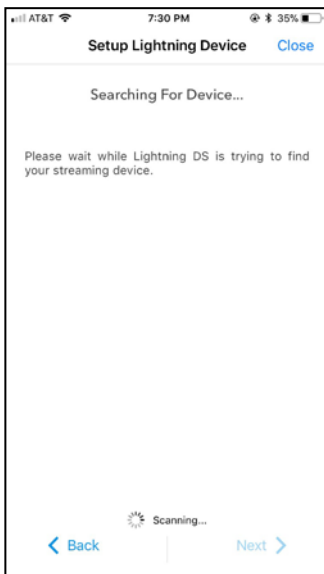 AT&T 7:30 PM 35%
Setup Lightning Device Close
Searching For Device...
Please wait while Lightning DS is trying to find
your streaming device.
Scanning...
Back Next